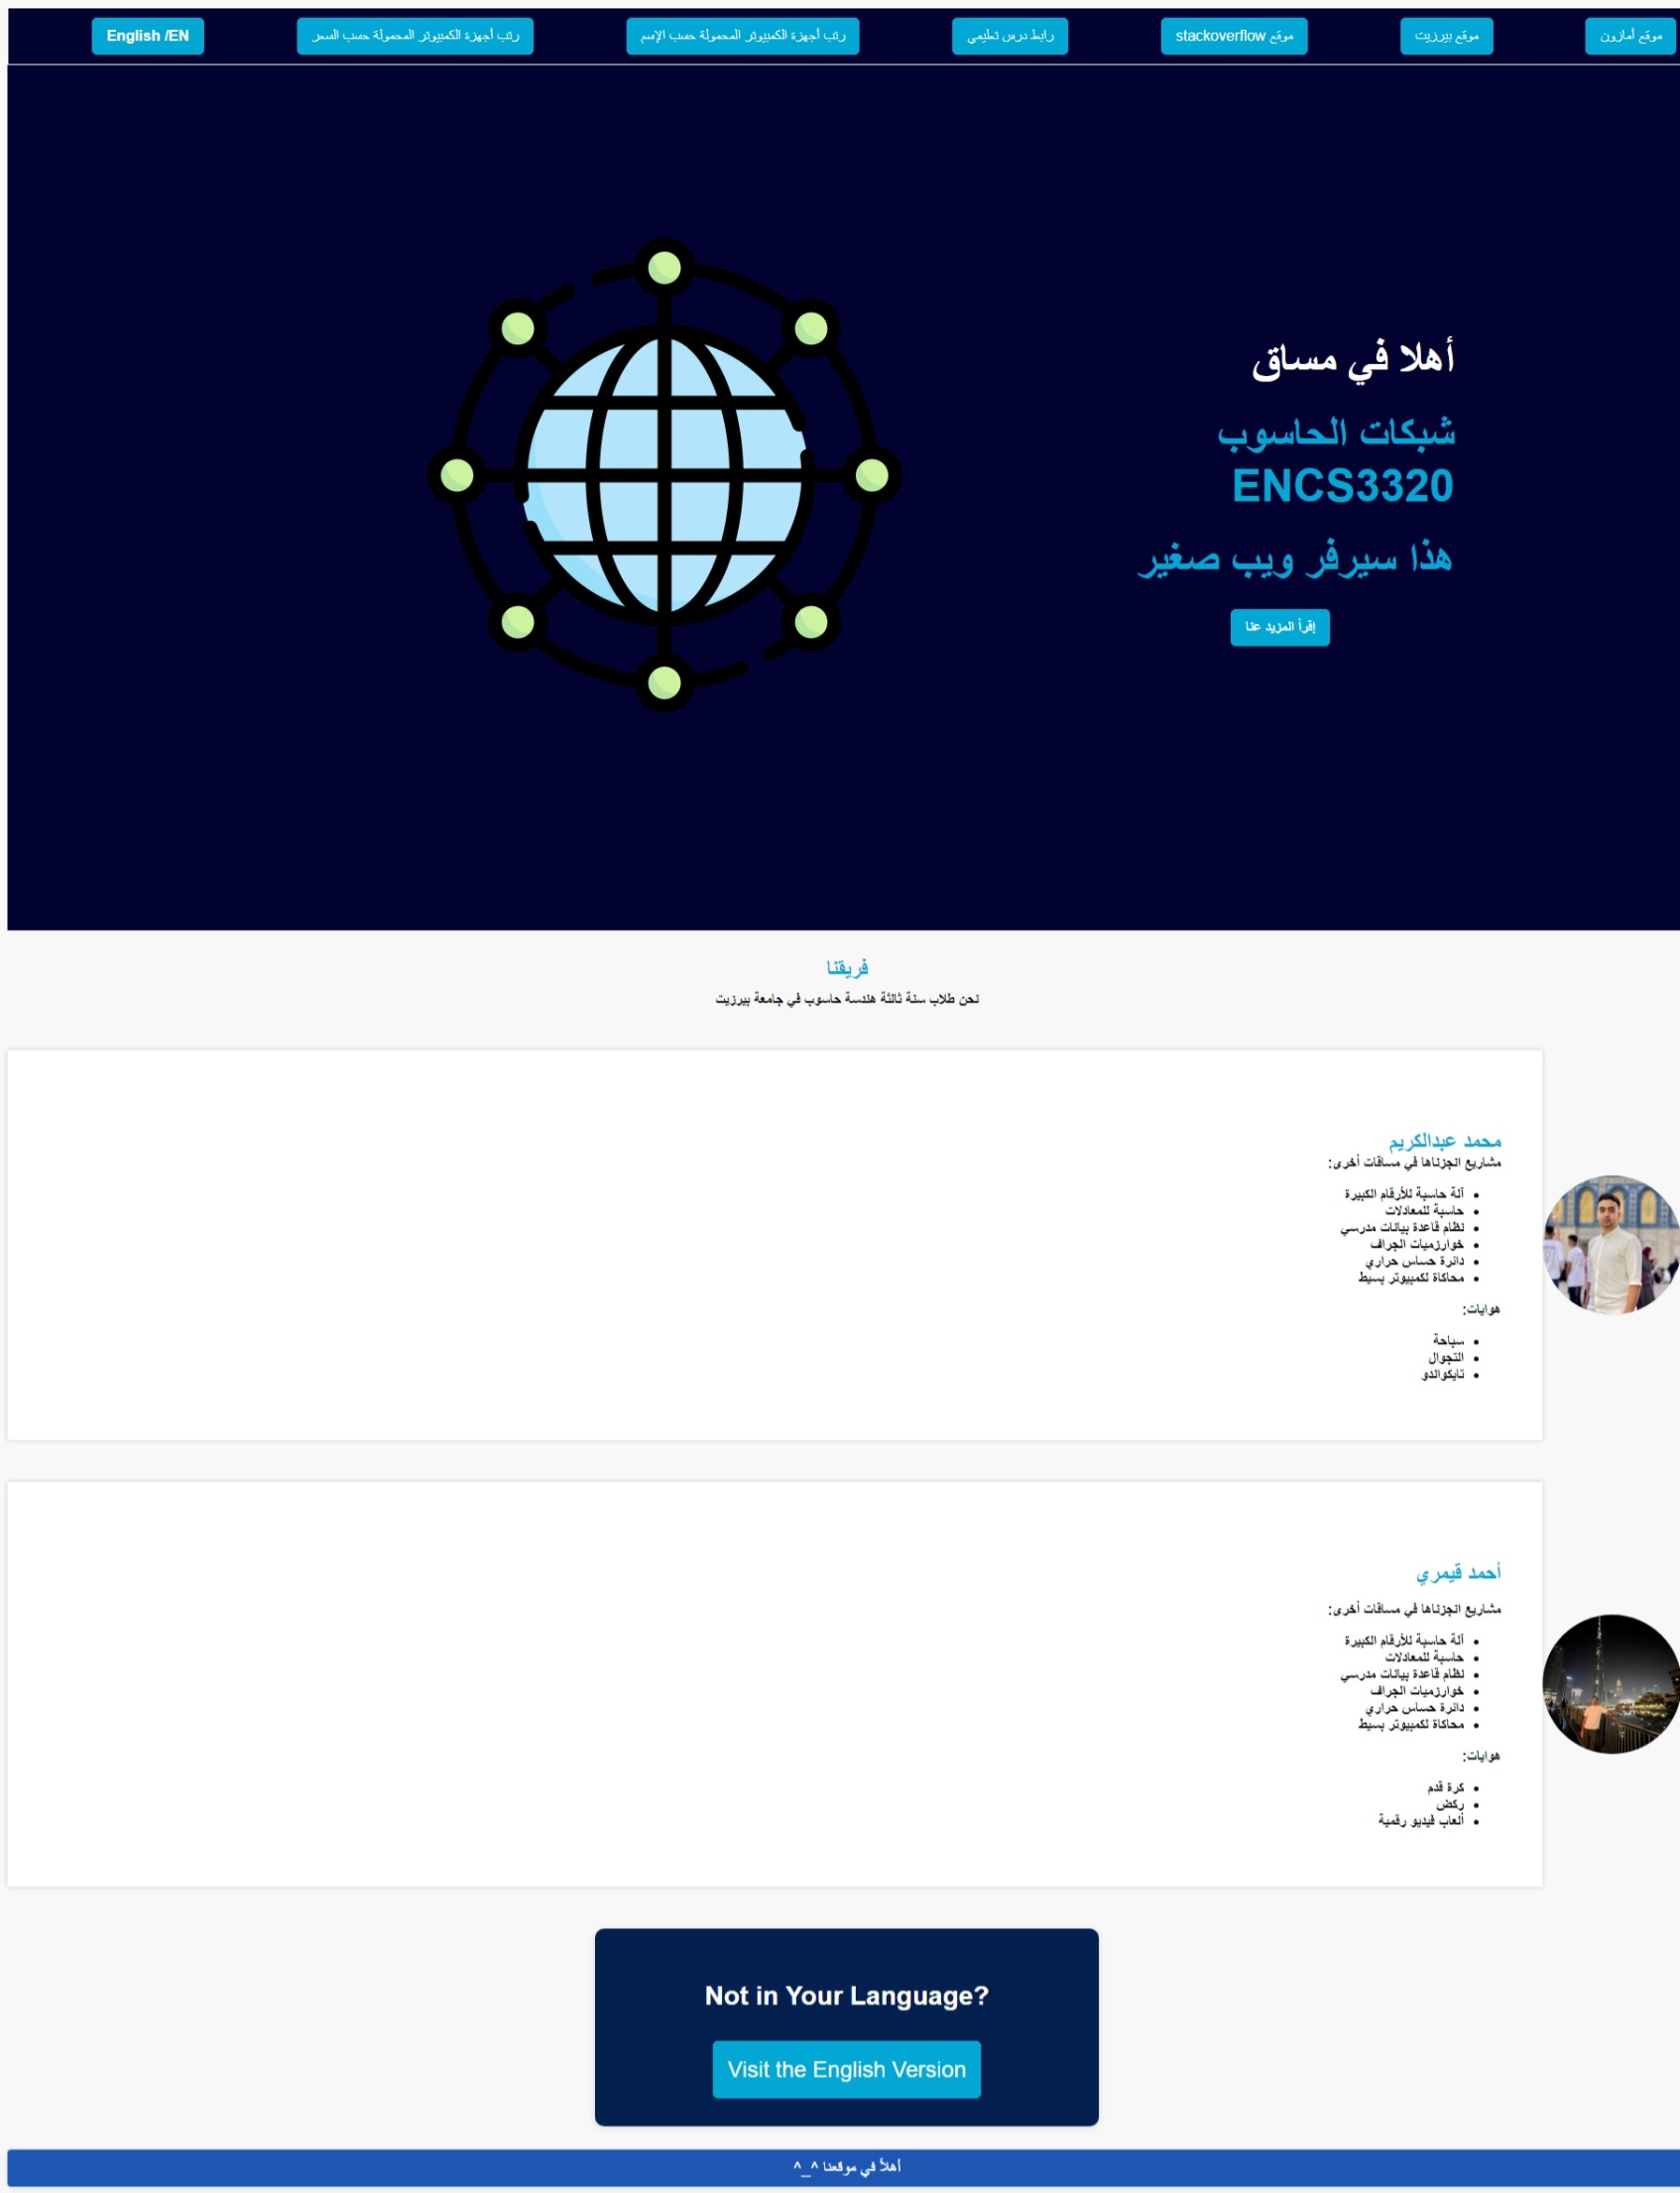 موقع أمازون
موقع بيرزيت
موقع stackoverflow
رابط درس تعليمي
رتب أجهزة الكمبيوتر المحمولة حسب الإسم
رتب أجهزة الكمبيوتر المحمولة حسب السعر
English /EN
أهلا في مساق
شبكات الحاسوب
ENCS3320
هذا سيرفر ويب صغير
إقرأ المزيد عنا
فريقنا
نحن طلاب سنة ثالثة هندسة حاسوب في جامعة بيرزيت
محمد عبدالكريم
مشاريع انجزناها في مساقات أخرى:
آلة حاسبة للأرقام الكبيرة
حاسبة للمعادلات
نظام قاعدة بيانات مدرسي
خوارزميات الجراف
دائرة حساس حراري
محاكاة لكمبيوتر بسيط
هوايات:
سباحة
التجوال
تايكواندو
أحمد قيمري
مشاريع انجزناها في مساقات أخرى:
آلة حاسبة للأرقام الكبيرة
حاسبة للمعادلات
نظام قاعدة بيانات مدرسي
خوارزميات الجراف
دائرة حساس حراري
محاكاة لكمبيوتر بسيط
هوايات:
كرة قدم
ركض
ألعاب فيديو رقمية
Not in Your Language?
Visit the English Version
أهلاً في موقعنا ^_^